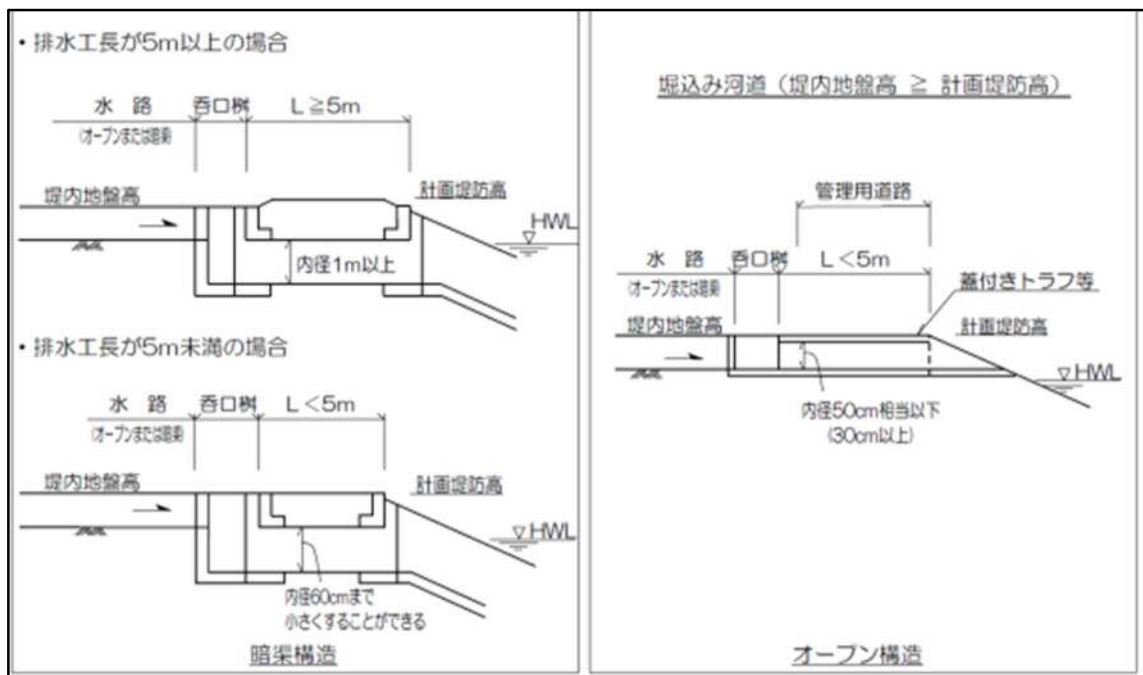 ・排水工長が5m以上の場合
水 路 呑口桝 L≧5m
(オープンまたは暗渠)
堤内地盤高
計画堤防高
HWL
内径1m以上
・排水工長が5m未満の場合
水 路 呑口桝 L<5m
(オープンまたは暗渠)
堤内地盤高
計画堤防高
HWL
内径60cmまで
小さくすることができる
暗渠構造
堀込み河道(堤内地盤高 ≧ 計画堤防高)
管理用道路
水 路 呑口桝 L<5m
(オープンまたは暗渠)
蓋付きトラフ等
堤内地盤高
計画堤防高
HWL
内径50cm相当以下
(30cm以上)
オープン構造